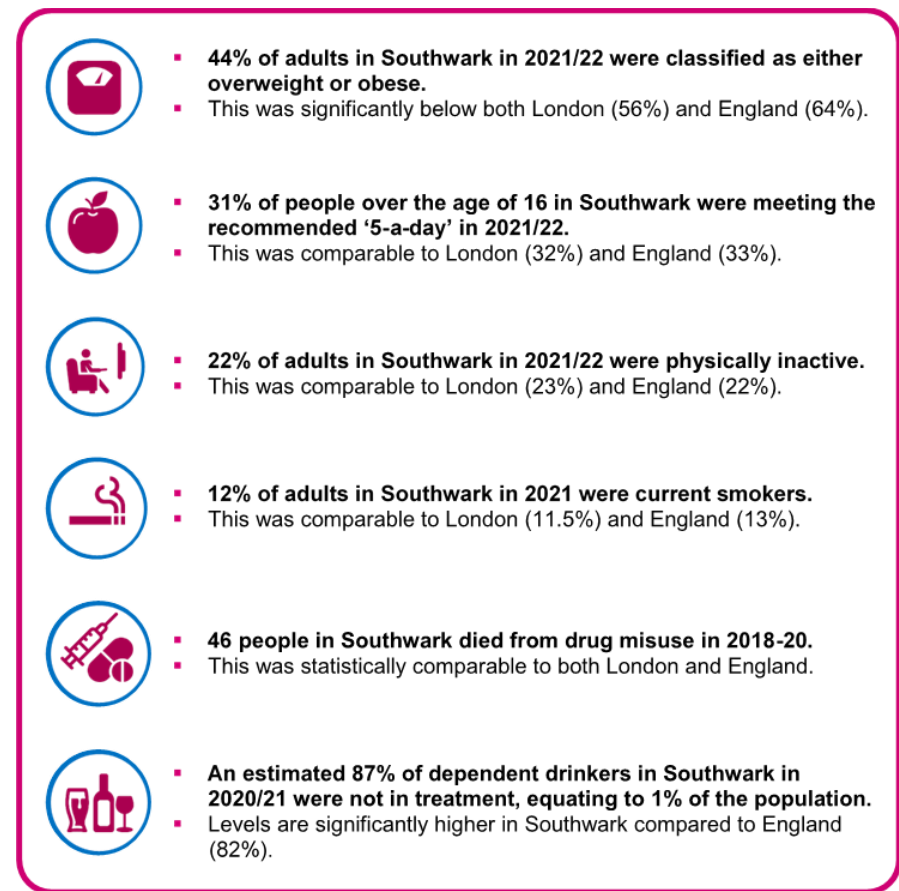 ▪ 44% of adults in Southwark in 2021/22 were classified as either
overweight or obese.
▪ This was significantly below both London (56%) and England (64%).
▪ 31% of people over the age of 16 in Southwark were meeting the
recommended ‘5-a-day’ in 2021/22.
▪ This was comparable to London (32%) and England (33%).
▪ 22% of adults in Southwark in 2021/22 were physically inactive.
▪ This was comparable to London (23%) and England (22%).
▪ 12% of adults in Southwark in 2021 were current smokers.
▪ This was comparable to London (11.5%) and England (13%).
▪ 46 people in Southwark died from drug misuse in 2018-20.
▪ This was statistically comparable to both London and England.
▪ An estimated 87% of dependent drinkers in Southwark in
2020/21 were not in treatment, equating to 1% of the population.
▪ Levels are significantly higher in Southwark compared to England
(82%).